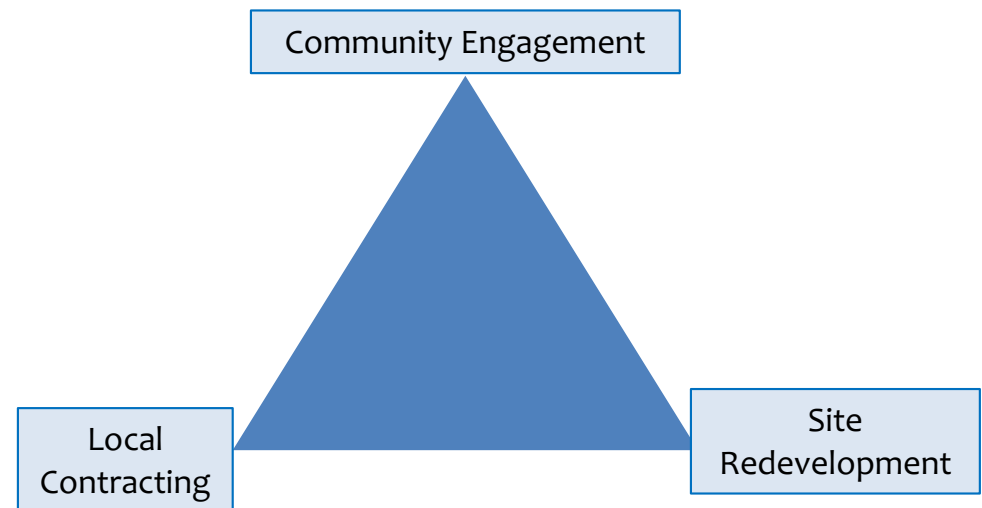 Community Engagement
Local
Contracting
Site
Redevelopment